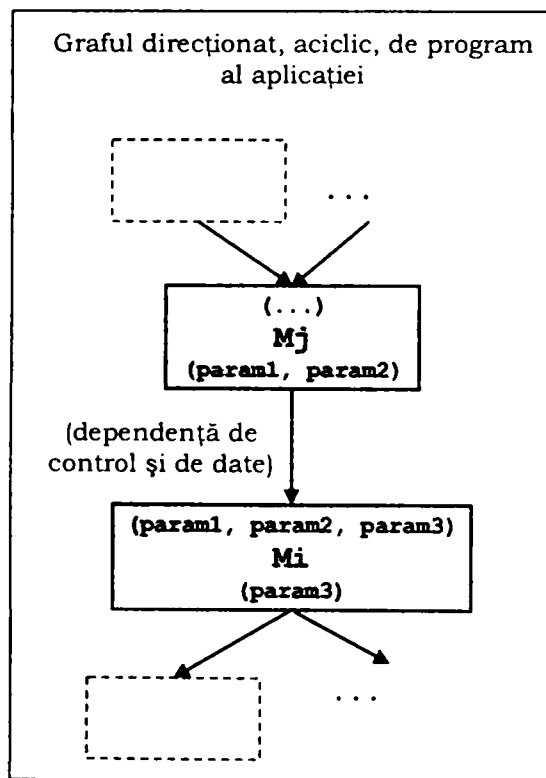 Graful direcționat, aciclic, de program
al aplicației
. . .
(...)
Mj
(param1, param2)
(dependență de
control și de date)
(param1, param2, param3)
Mi
(param3)
. . .